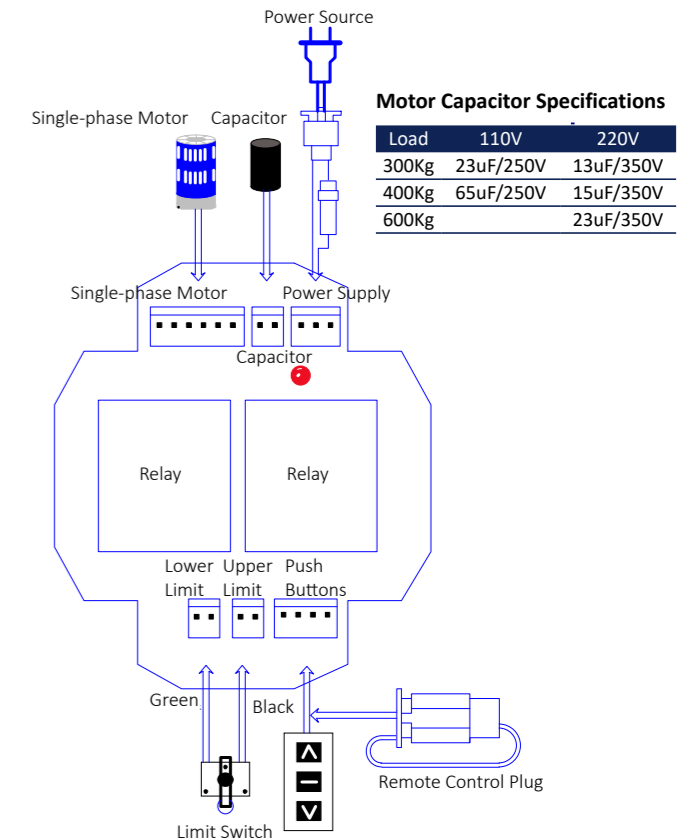 Power Source
Motor Capacitor Specifications
Single-phase Motor Capacitor
Load 110V 220V
300Kg 23uF/250V 13uF/350V
400Kg 65uF/250V 15uF/350V
600Kg 23uF/350V
Single-phase Motor Power Supply
Capacitor
Relay Relay
Lower Upper Push
Limit Limit Buttons
Green
Black
Remote Control Plug
Limit Switch